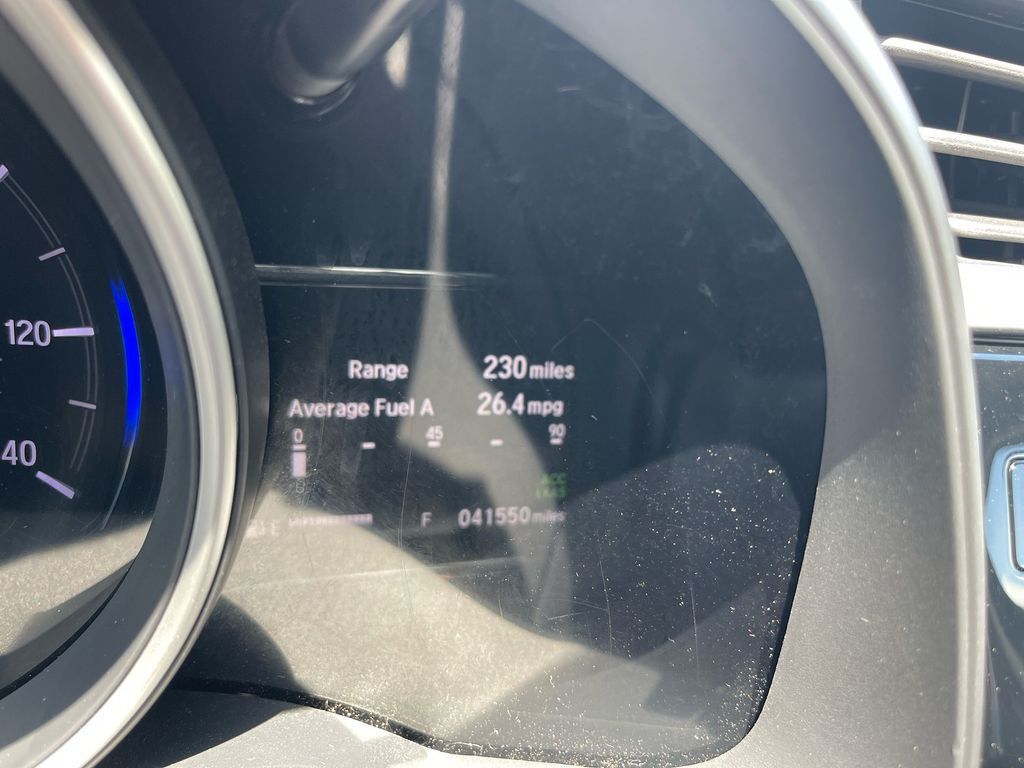 120
40
Range 230 miles
Average Fuel A 26.4 mpg
0 45 90
E F 041550 miles